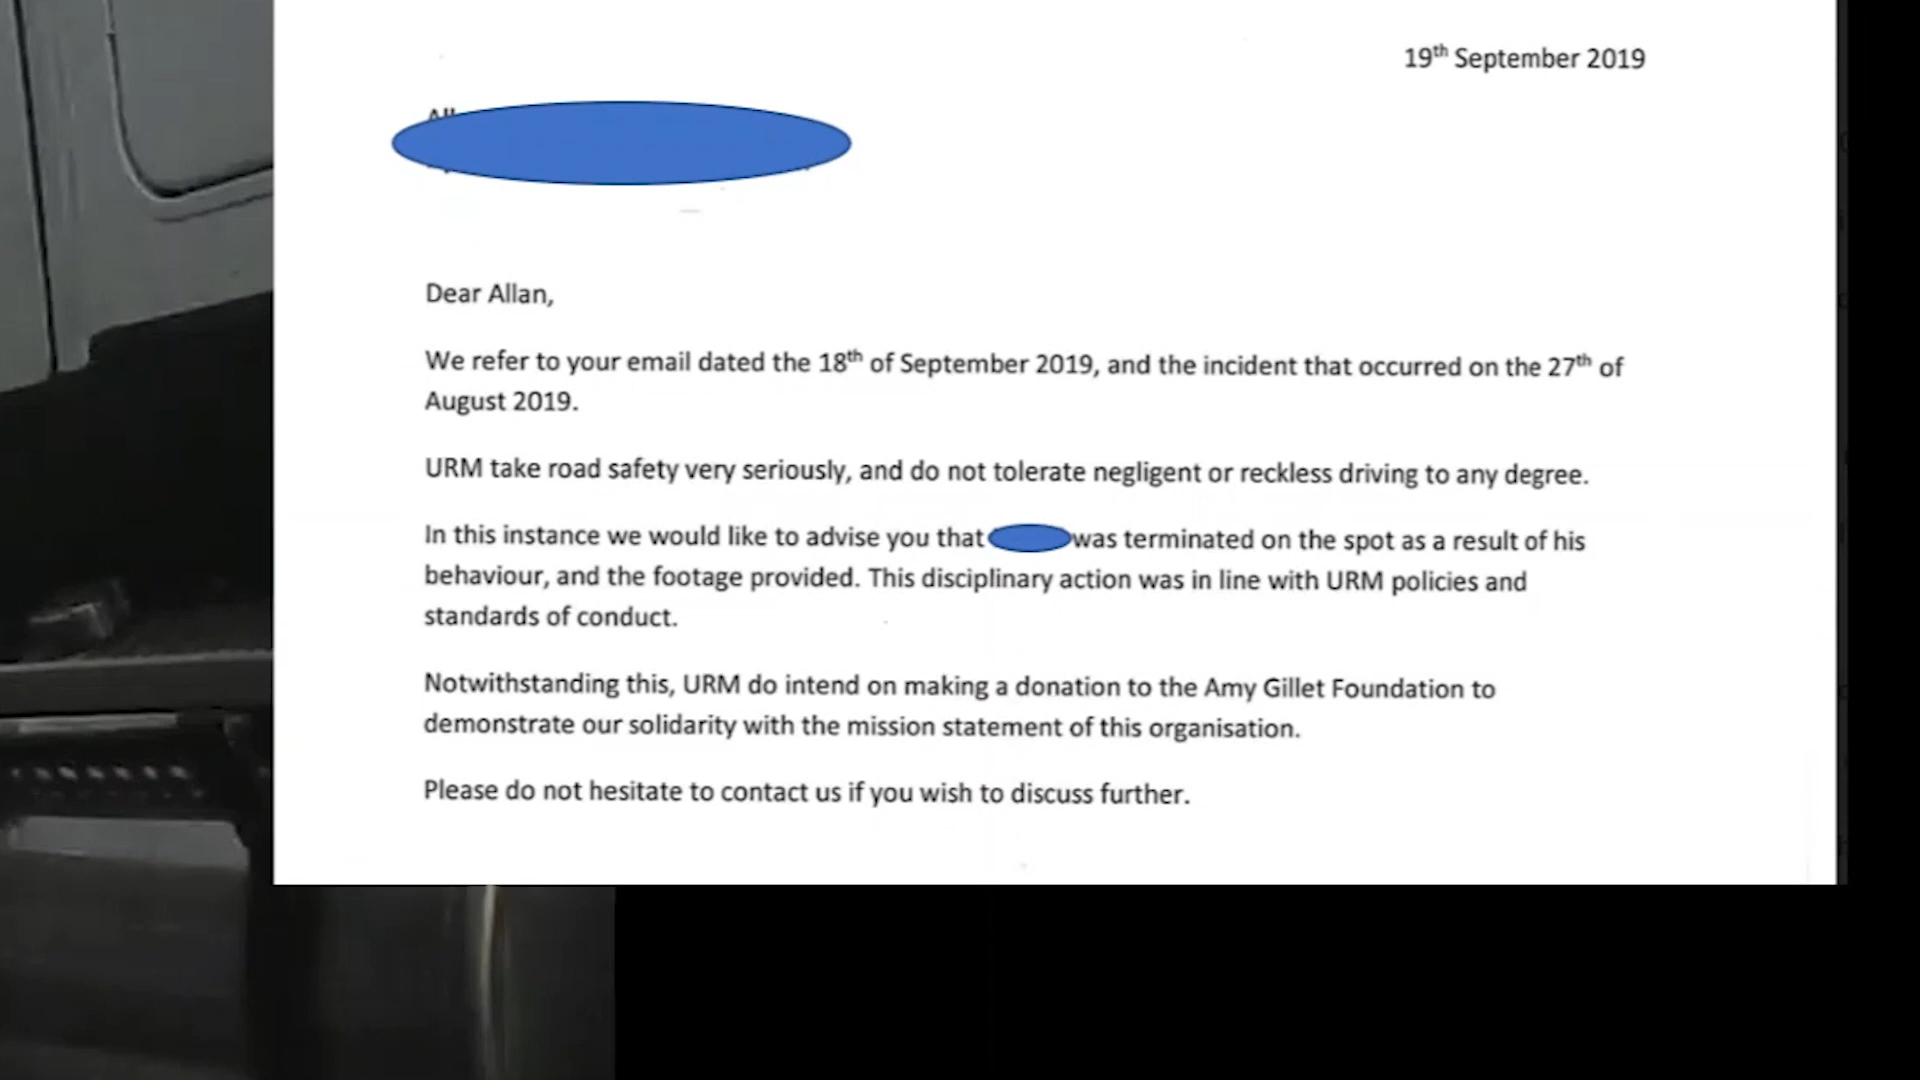 19th September 2019
Dear Allan,
We refer to your email dated the 18th of September 2019, and the incident that occurred on the 27th of
August 2019.
URM take road safety very seriously, and do not tolerate negligent or reckless driving to any degree.
In this instance we would like to advise you that was terminated on the spot as a result of his
behaviour, and the footage provided. This disciplinary action was in line with URM policies and
standards of conduct.
Notwithstanding this, URM do intend on making a donation to the Amy Gillet Foundation to
demonstrate our solidarity with the mission statement of this organisation.
Please do not hesitate to contact us if you wish to discuss further.